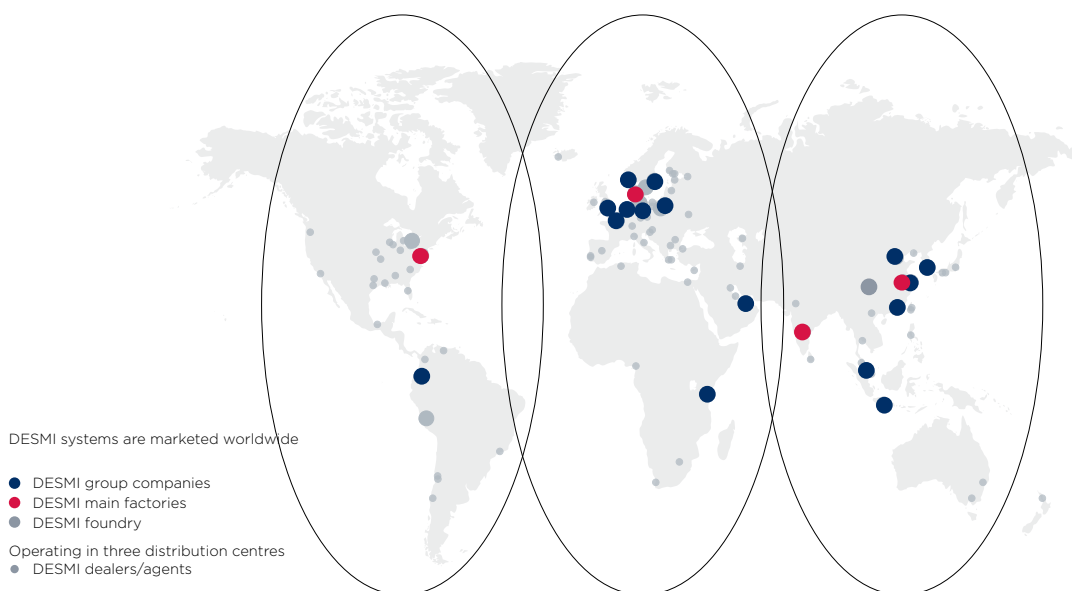 DESMI systems are marketed worldwide
DESMI group companies
DESMI main factories
DESMI foundry
Operating in three distribution centres
DESMI dealers/agents